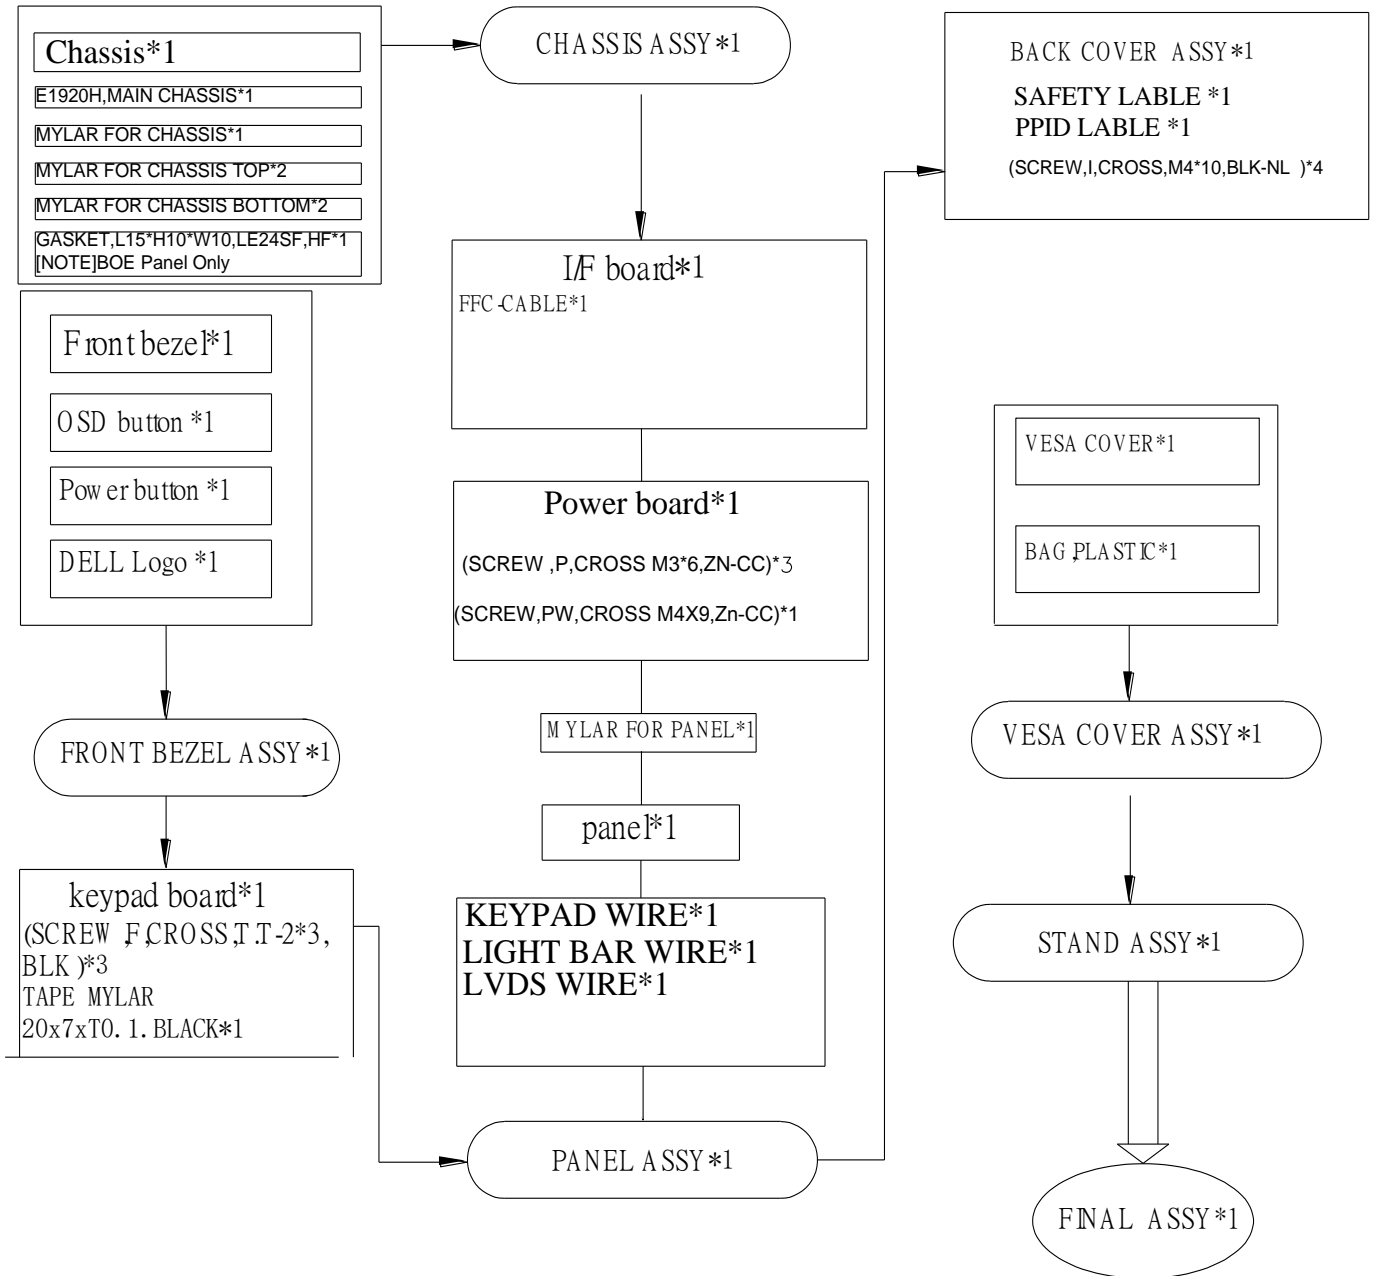 Chassis*1
E1920H,MAIN CHASSIS*1
MYLAR FOR CHASSIS*1
MYLAR FOR CHASSIS TOP*2
MYLAR FOR CHASSIS BOTTOM*2
GASKET,L15*H10*W10,LE24SF,HF*1
[NOTE]BOE Panel Only
Front bezel*1
OSD button *1
Power button *1
DELL Logo *1
FRONT BEZEL ASSY*1
keypad board*1
(SCREW ,F,CROSS,T.T-2*3,
BLK )*3
TAPE MYLAR
20x7xT0.1.BLACK*1
CHASSIS ASSY*1
I/F board*1
FFC-CABLE*1
Power board*1
(SCREW ,P,CROSS M3*6,ZN-CC)*3
(SCREW,PW,CROSS M4X9,Zn-CC)*1
MYLAR FOR PANEL*1
panel*1
KEYPAD WIRE*1
LIGHT BAR WIRE*1
LVDS WIRE*1
PANEL ASSY*1
BACK COVER ASSY*1
SAFETY LABLE *1
PPID LABLE *1
(SCREW,I,CROSS,M4*10,BLK-NL )*4
VESA COVER*1
BAG,PLASTIC*1
VESA COVER ASSY*1
STAND ASSY*1
FINAL ASSY*1